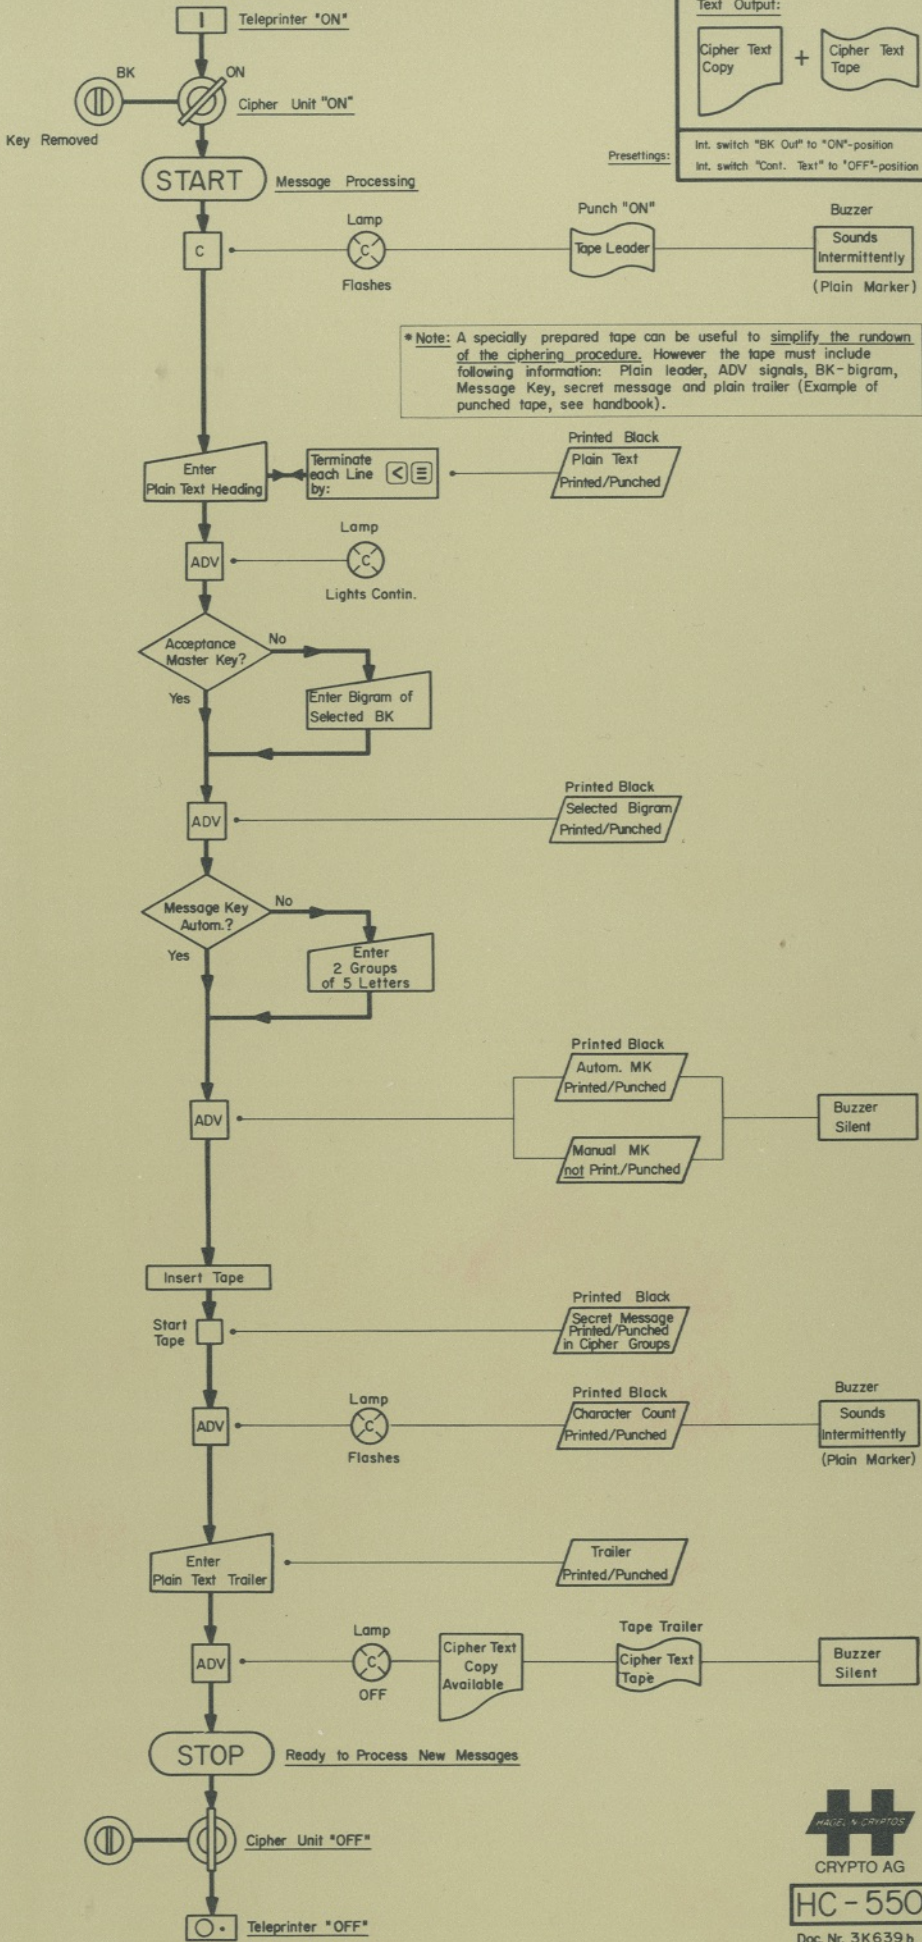 Text Output:
Cipher Text
Copy
+
Cipher Text
Tape
Presettings:
Int. switch "BK Out" to "ON"-position
Int. switch "Cont. Text" to "OFF"-position
I
Teleprinter "ON"
BK
ON
Cipher Unit "ON"
Key Removed
START
Message Processing
C
Lamp
C
Flashes
Punch "ON"
Tape Leader
Buzzer
Sounds
Intermittently
(Plain Marker)
* Note: A specially prepared tape can be useful to simplify the rundown
of the ciphering procedure. However the tape must include
following information: Plain leader, ADV signals, BK-bigram,
Message Key, secret message and plain trailer (Example of
punched tape, see handbook).
Enter
Plain Text Heading
Terminate
each Line < ≡
by:
Printed Black
Plain Text
Printed/Punched
ADV
Lamp
C
Lights Contin.
Acceptance
Master Key?
No
Yes
Enter Bigram of
Selected BK
ADV
Printed Black
Selected Bigram
Printed/Punched
Message Key
Autom.?
No
Yes
Enter
2 Groups
of 5 Letters
ADV
Printed Black
Autom. MK
Printed/Punched
Manual MK
not Print./Punched
Buzzer
Silent
Insert Tape
Start
Tape
Printed Black
Secret Message
Printed/Punched
in Cipher Groups
ADV
Lamp
C
Flashes
Printed Black
Character Count
Printed/Punched
Buzzer
Sounds
Intermittently
(Plain Marker)
Enter
Plain Text Trailer
Trailer
Printed/Punched
ADV
Lamp
C
OFF
Cipher Text
Copy
Available
Tape Trailer
Cipher Text
Tape
Buzzer
Silent
STOP
Ready to Process New Messages
Cipher Unit "OFF"
Teleprinter "OFF"
HAGELIN CRYPTOS
CRYPTO AG
HC-550
Doc. Nr. 3K639 b